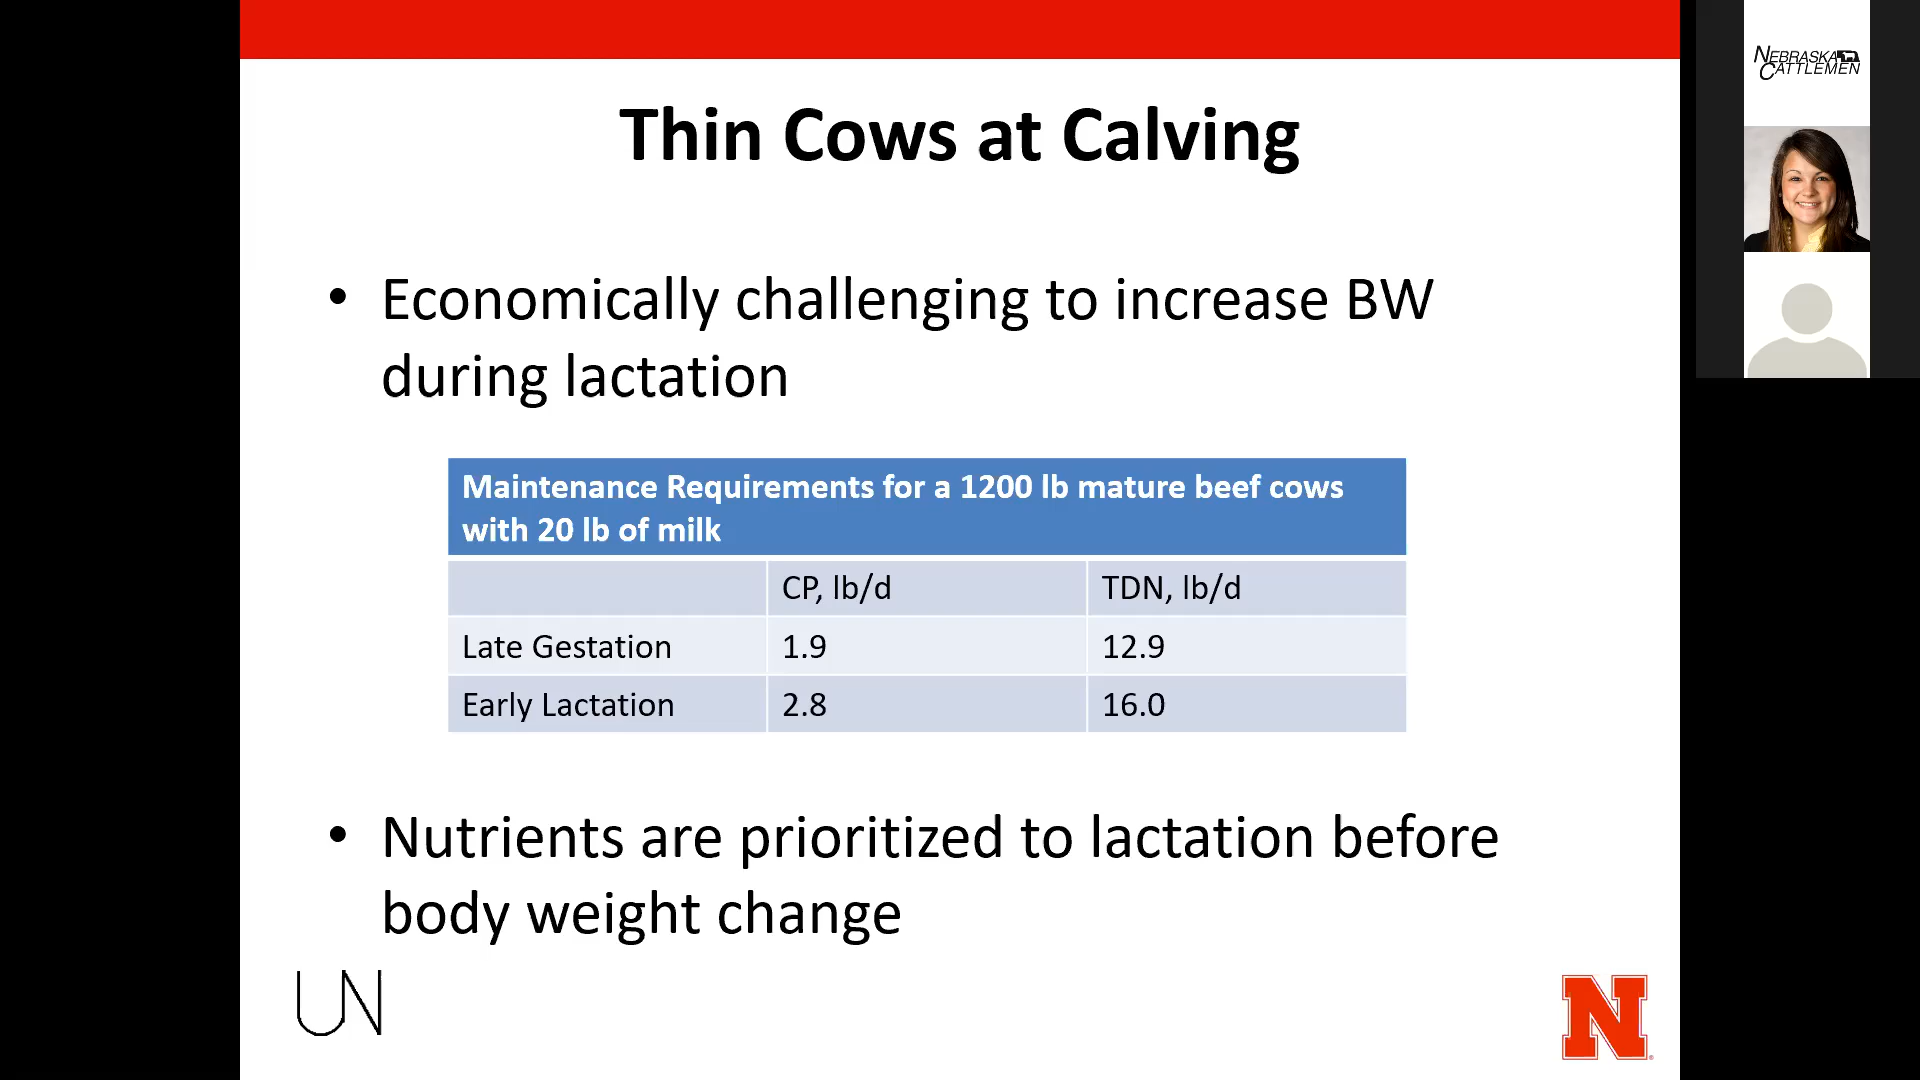 Thin Cows at Calving
• Economically challenging to increase BW
during lactation
Maintenance Requirements for a 1200 lb mature beef cows
with 20 lb of milk
CP, lb/d TDN, lb/d
Late Gestation 1.9 12.9
Early Lactation 2.8 16.0
• Nutrients are prioritized to lactation before
body weight change
UN
N
NEBRASKA
CATTLEMEN